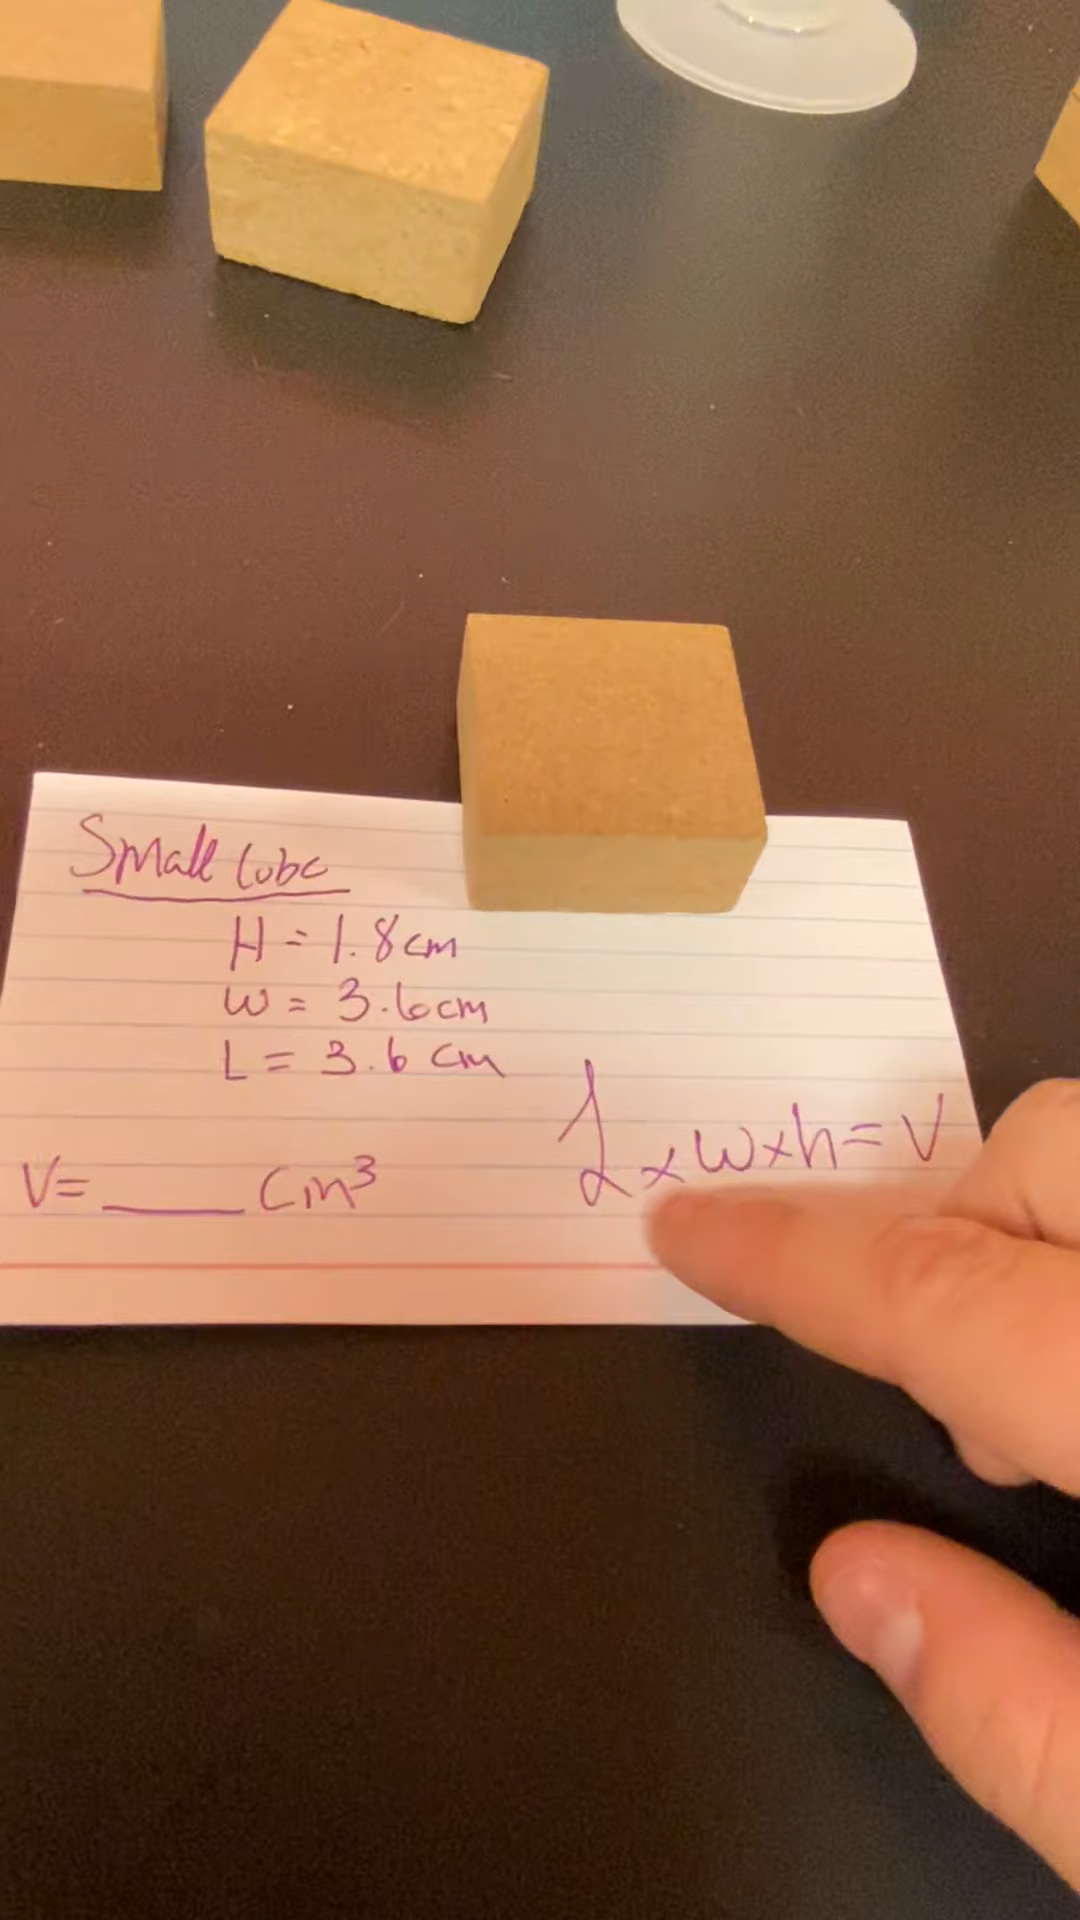 Small Cube
H = 1.8 cm
W = 3.6 cm
L = 3.6 cm
L x w x h = V
V = ____ Cm³